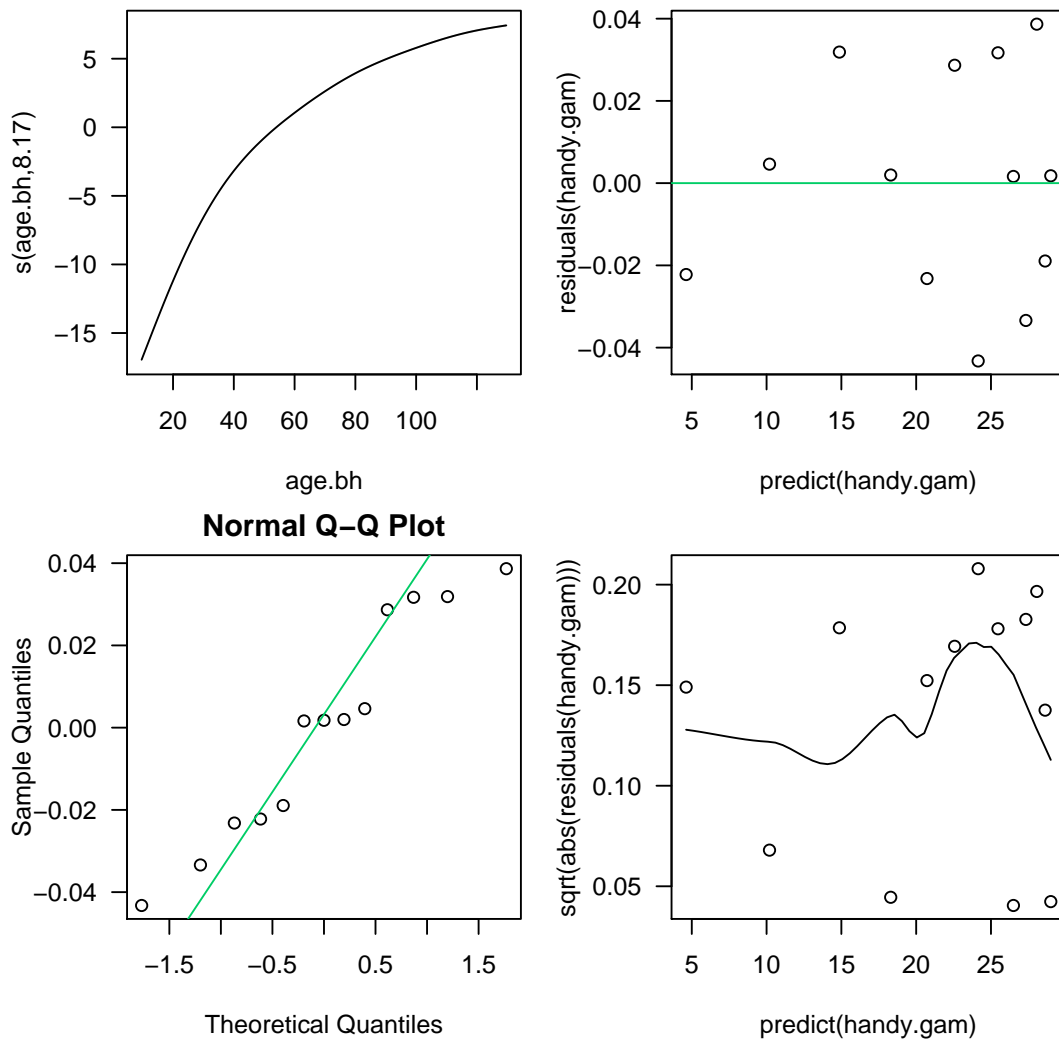 s(age.bh,8.17)
5
0
−5
−10
−15
20 40 60 80 100
age.bh
residuals(handy.gam)
0.04
0.02
0.00
−0.02
−0.04
5 10 15 20 25
predict(handy.gam)
Normal Q−Q Plot
Sample Quantiles
0.04
0.02
0.00
−0.02
−0.04
−1.5 −0.5 0.5 1.5
Theoretical Quantiles
sqrt(abs(residuals(handy.gam)))
0.20
0.15
0.10
0.05
5 10 15 20 25
predict(handy.gam)